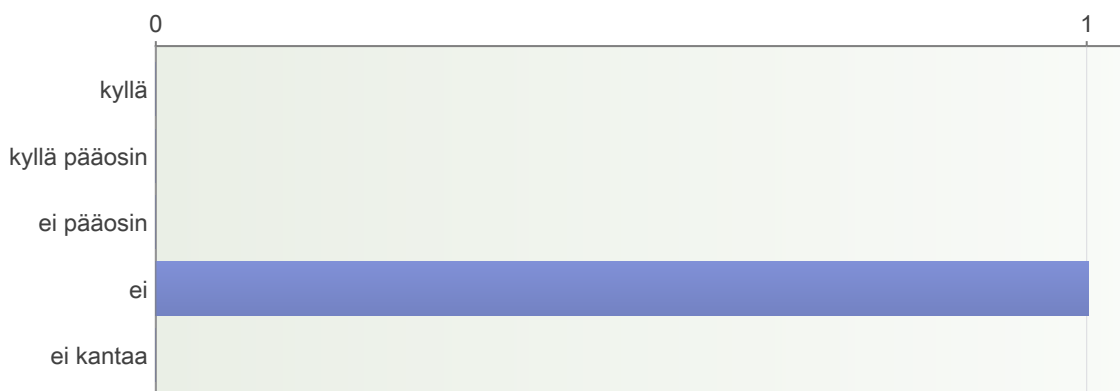 0 1
kyllä
kyllä pääosin
ei pääosin
ei
ei kantaa